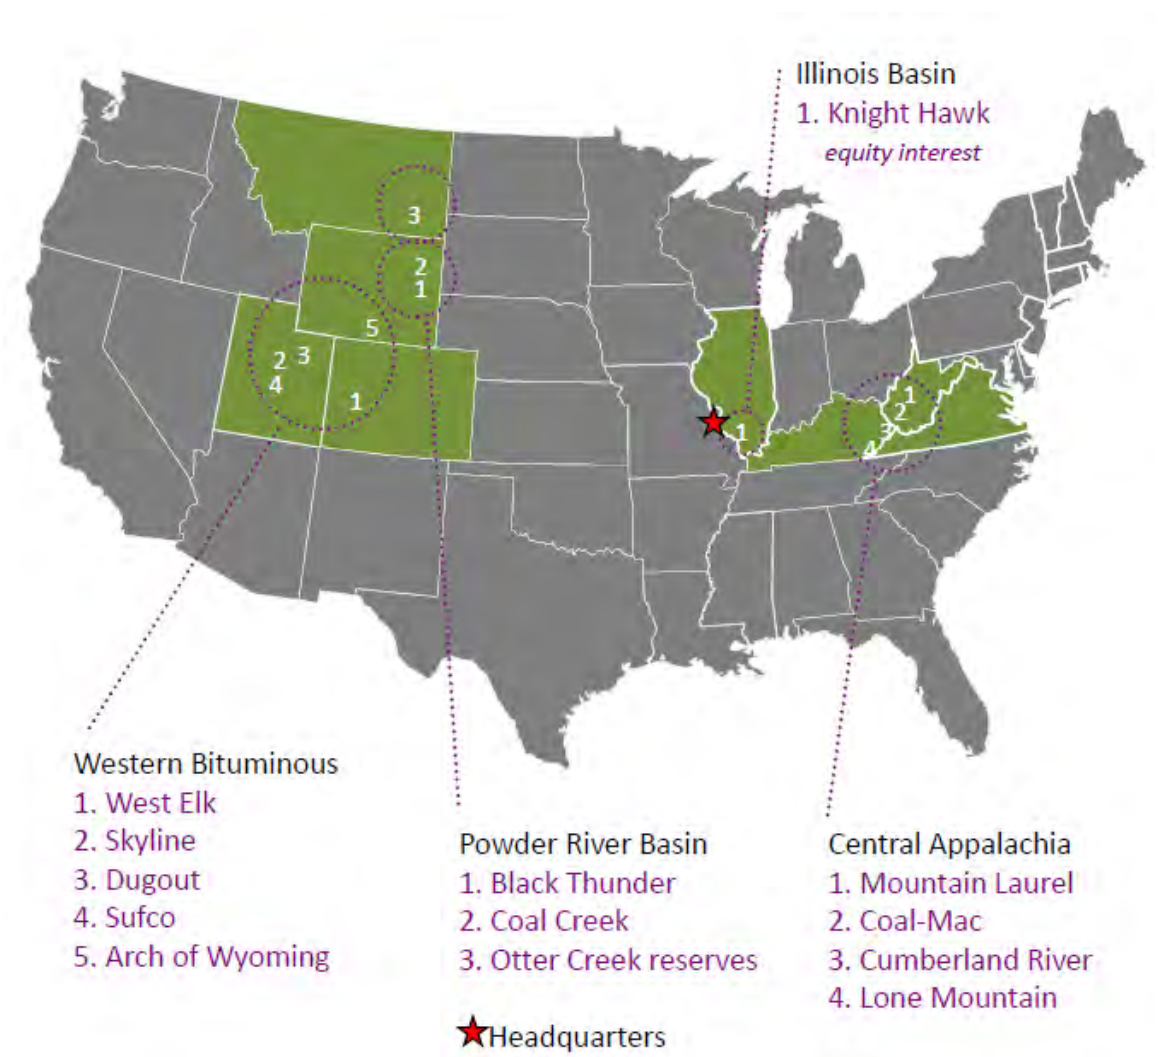 Illinois Basin
1. Knight Hawk
equity interest
3
2
1
5
2
3
4
1
1
1
2
3
4
Western Bituminous
1. West Elk
2. Skyline
3. Dugout
4. Sufco
5. Arch of Wyoming
Powder River Basin
1. Black Thunder
2. Coal Creek
3. Otter Creek reserves
Central Appalachia
1. Mountain Laurel
2. Coal-Mac
3. Cumberland River
4. Lone Mountain
Headquarters